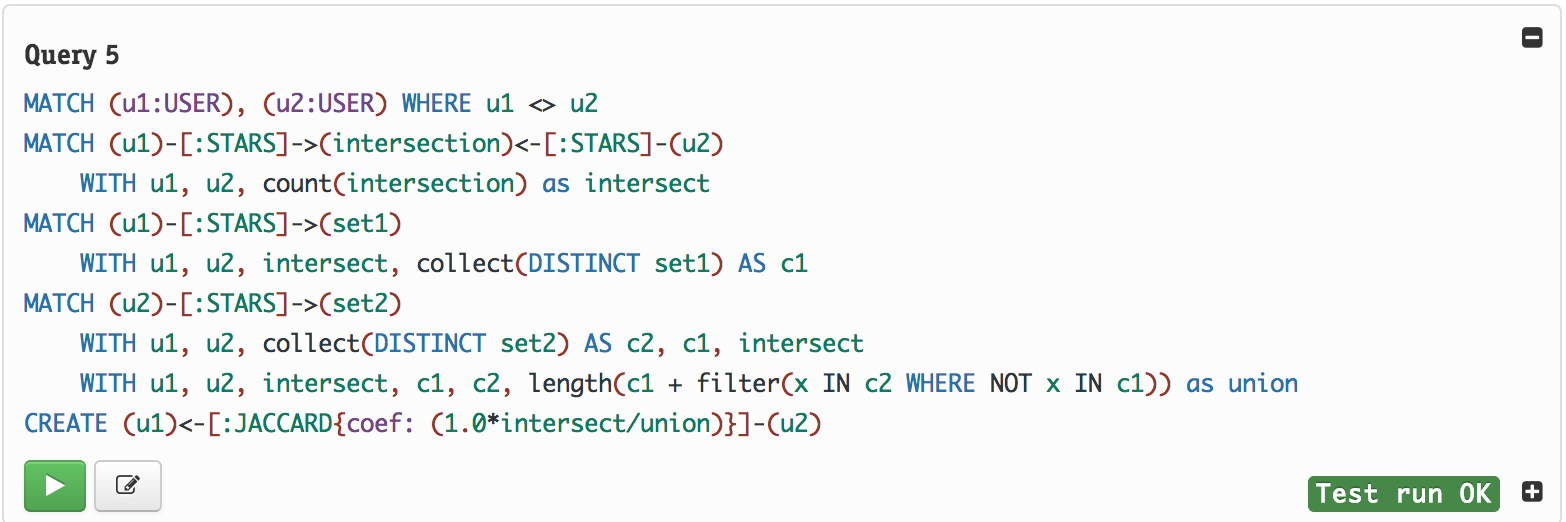 Query 5
MATCH (u1:USER), (u2:USER) WHERE u1 <> u2
MATCH (u1)-[:STARS]->(intersection)<-[:STARS]-(u2)
    WITH u1, u2, count(intersection) as intersect
MATCH (u1)-[:STARS]->(set1)
    WITH u1, u2, intersect, collect(DISTINCT set1) AS c1
MATCH (u2)-[:STARS]->(set2)
    WITH u1, u2, collect(DISTINCT set2) AS c2, c1, intersect
    WITH u1, u2, intersect, c1, c2, length(c1 + filter(x IN c2 WHERE NOT x IN c1)) as union
CREATE (u1)<-[:JACCARD{coef: (1.0*intersect/union)}]-(u2)
Test run OK